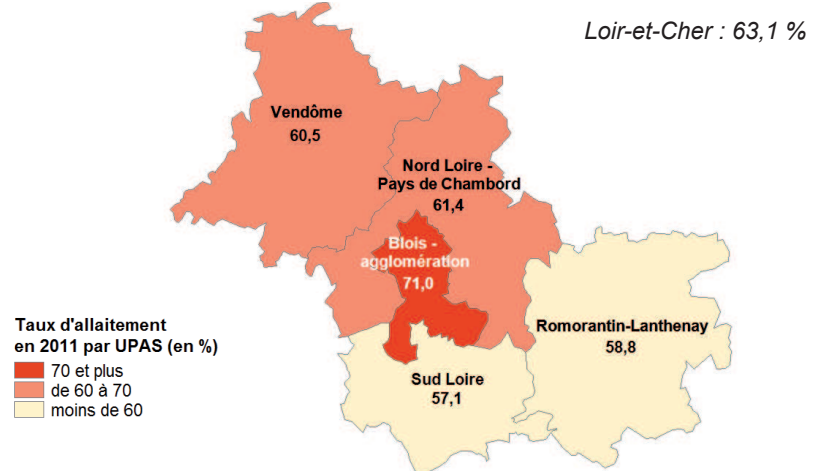 Loir-et-Cher : 63,1 %
Vendôme
60,5
Nord Loire -
Pays de Chambord
61,4
Blois -
agglomération
71,0
Romorantin-Lanthenay
58,8
Sud Loire
57,1
Taux d'allaitement
en 2011 par UPAS (en %)
70 et plus
de 60 à 70
moins de 60